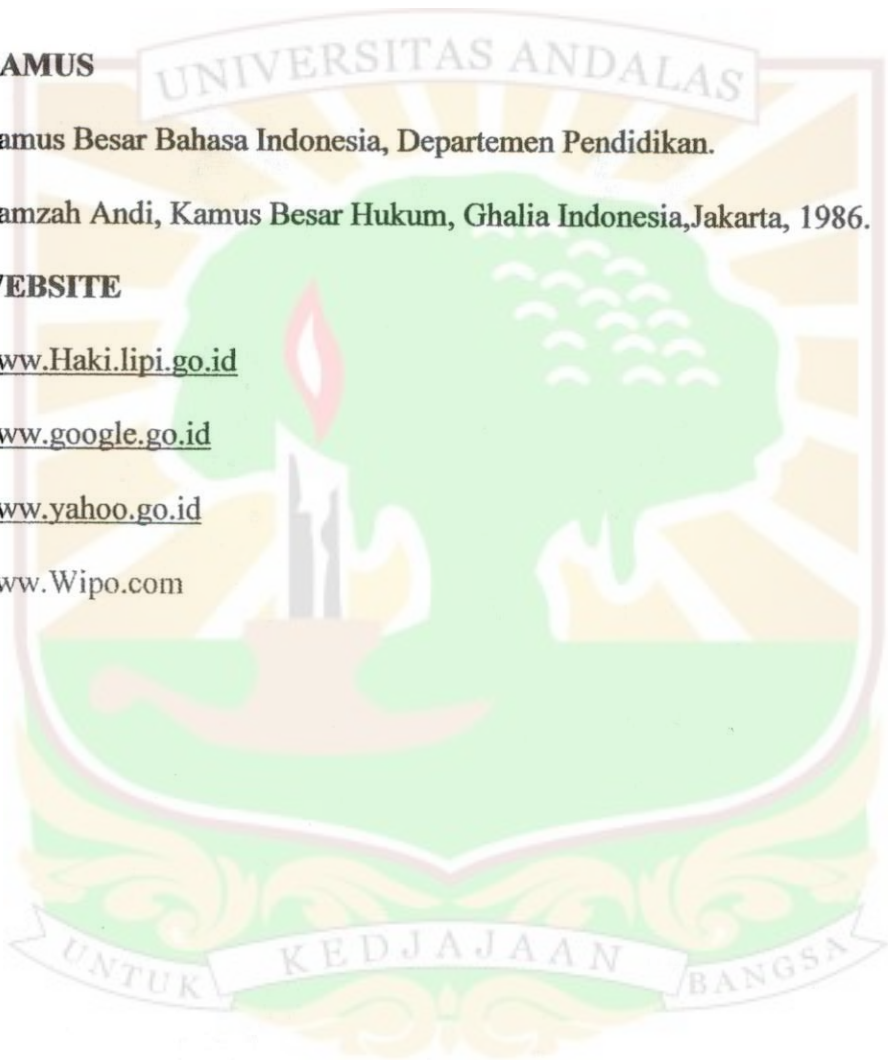 UNIVERSITAS ANDALAS
AMUS
amus Besar Bahasa Indonesia, Departemen Pendidikan.
amzah Andi, Kamus Besar Hukum, Ghalia Indonesia,Jakarta, 1986.
EBSITE
ww.Haki.lipi.go.id
ww.google.go.id
ww.yahoo.go.id
ww.Wipo.com
UNTUK KEDJAJAAN BANGSA